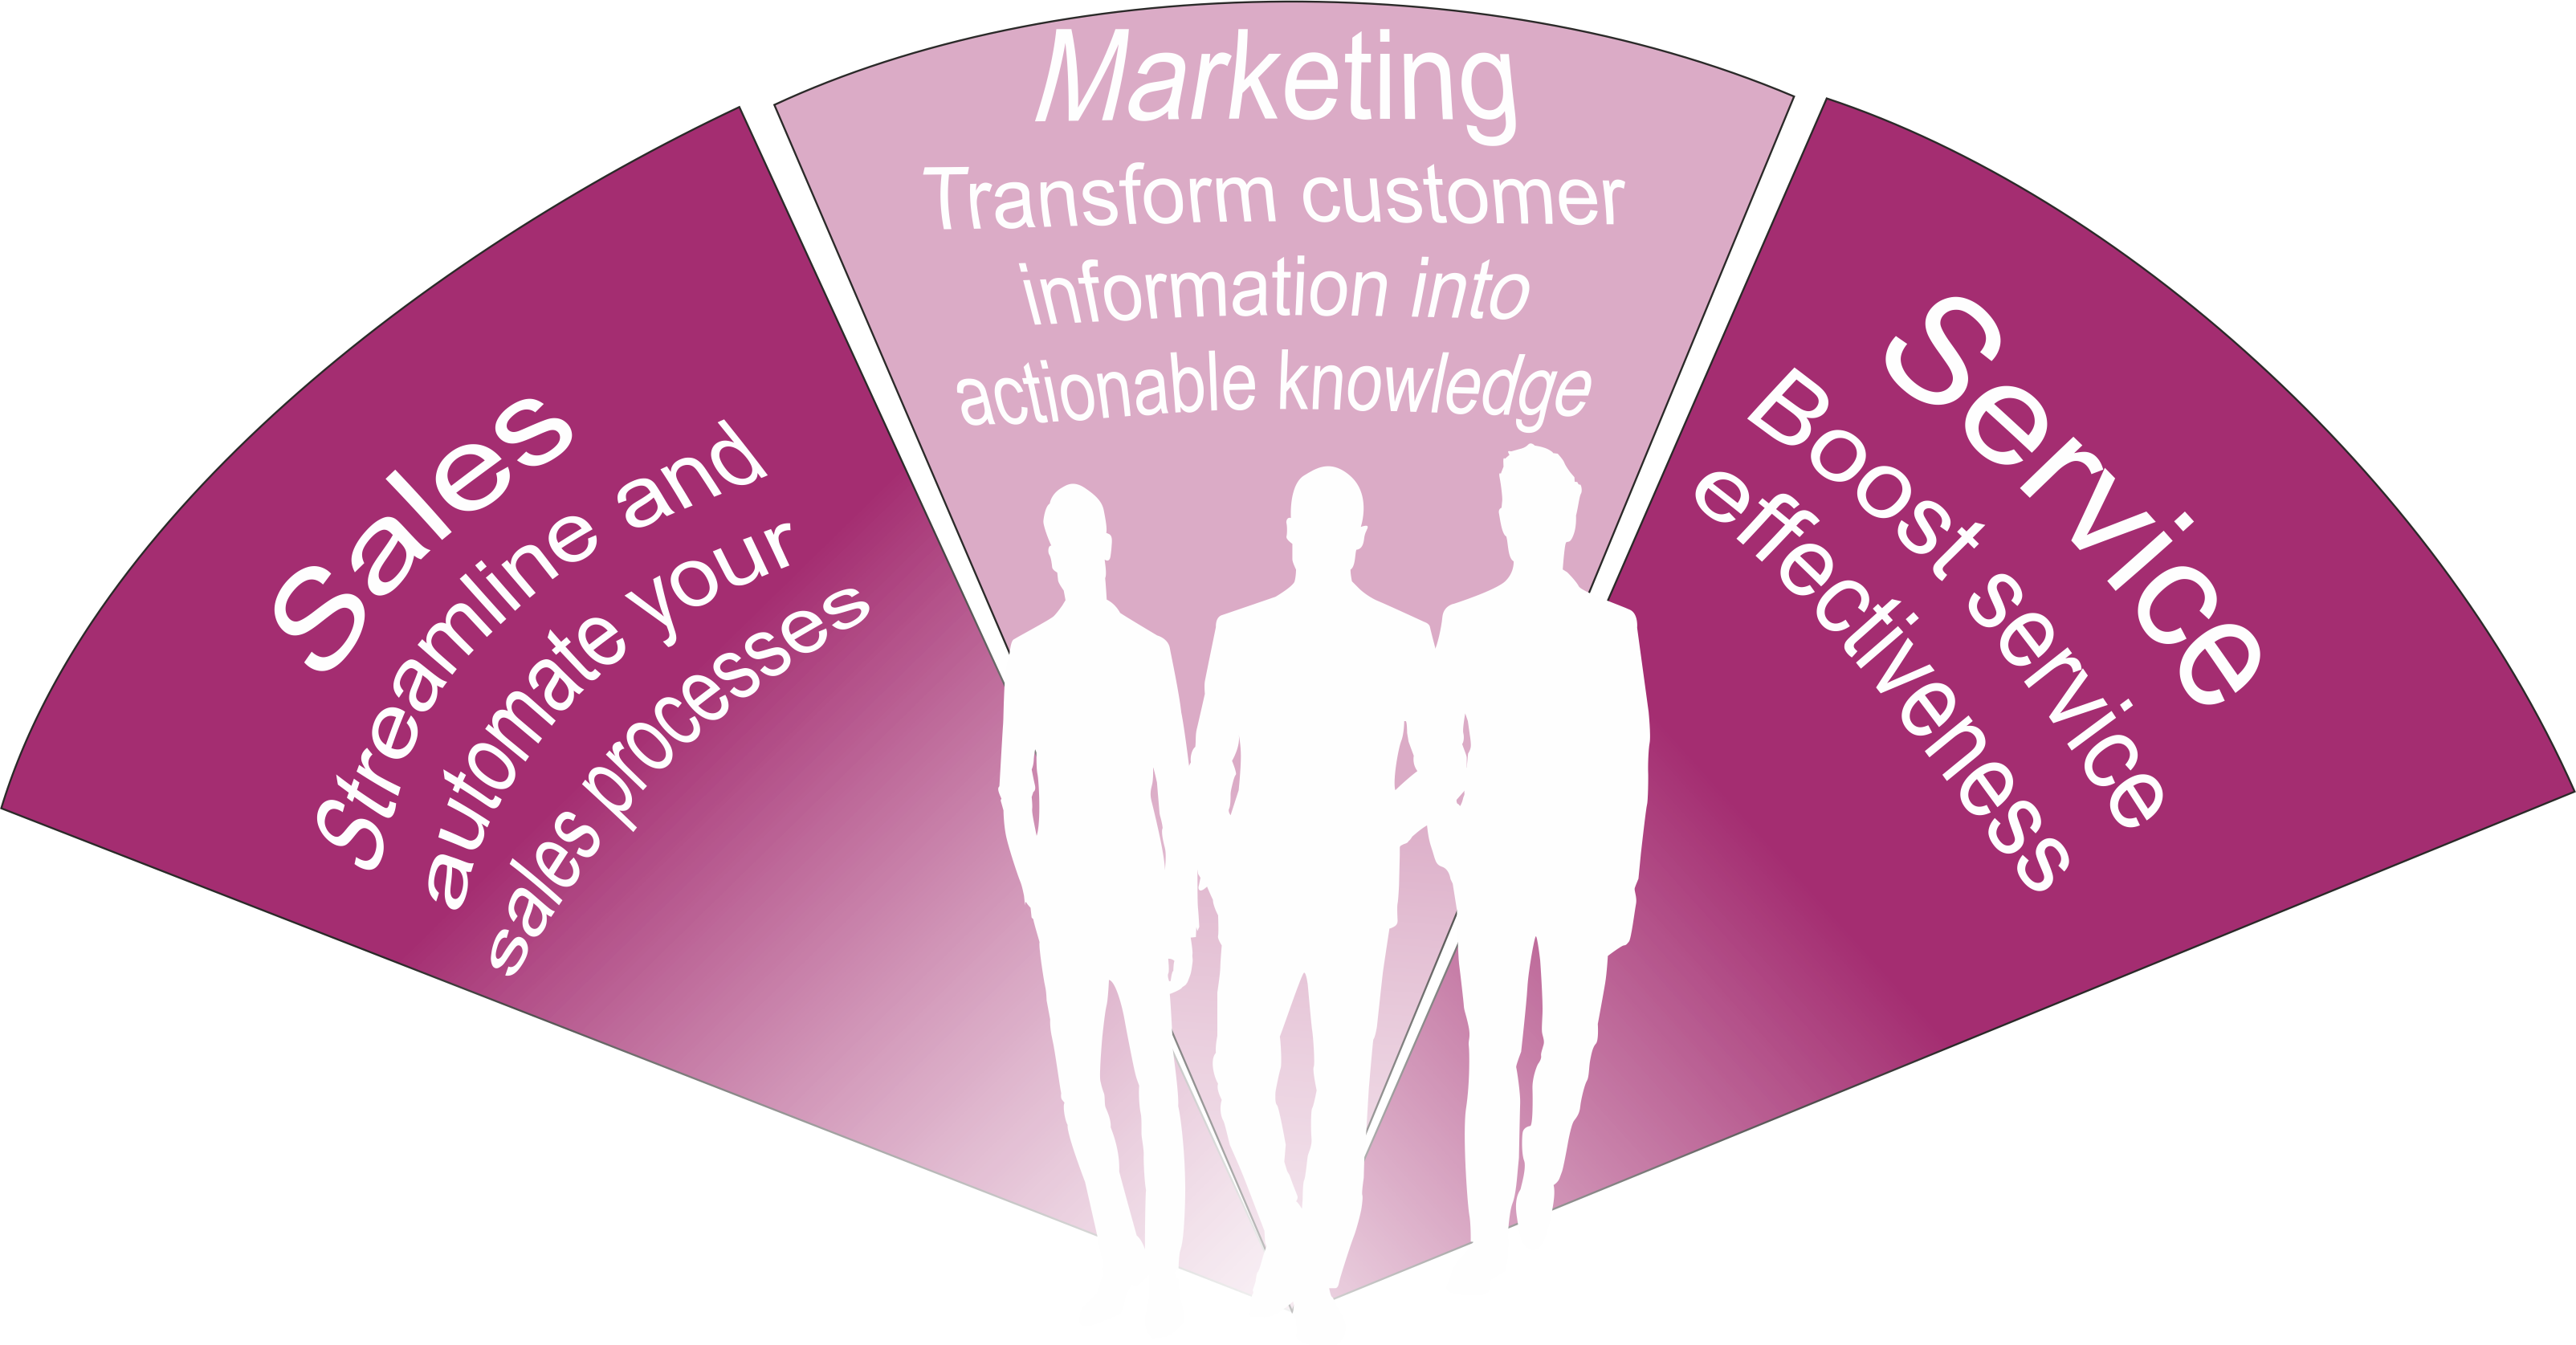 Sales
Streamline and
automate your
sales processes
Marketing
Transform customer
information into
actionable knowledge
Service
Boost service
effectiveness